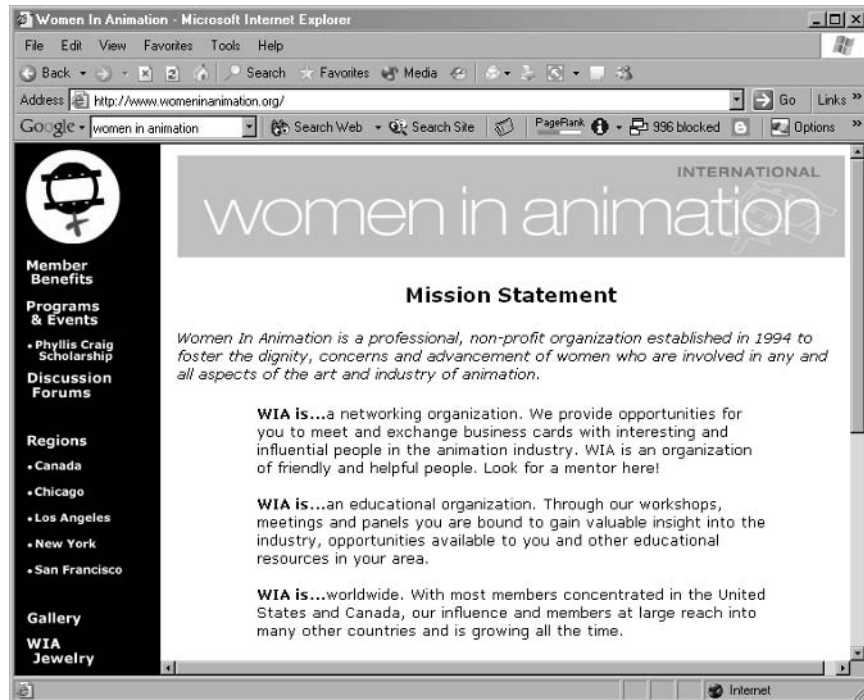 Women In Animation - Microsoft Internet Explorer
File Edit View Favorites Tools Help
Back Search Favorites Media
Address http://www.womeninanimation.org/ Go Links »
Google women in animation Search Web Search Site PageRank 996 blocked Options »
INTERNATIONAL
women in animation
Member
Benefits
Programs
& Events
• Phyllis Craig
Scholarship
Discussion
Forums
Regions
• Canada
• Chicago
• Los Angeles
• New York
• San Francisco
Gallery
WIA
Jewelry
Mission Statement
Women In Animation is a professional, non-profit organization established in 1994 to
foster the dignity, concerns and advancement of women who are involved in any and
all aspects of the art and industry of animation.
WIA is...a networking organization. We provide opportunities for
you to meet and exchange business cards with interesting and
influential people in the animation industry. WIA is an organization
of friendly and helpful people. Look for a mentor here!
WIA is...an educational organization. Through our workshops,
meetings and panels you are bound to gain valuable insight into the
industry, opportunities available to you and other educational
resources in your area.
WIA is...worldwide. With most members concentrated in the United
States and Canada, our influence and members at large reach into
many other countries and is growing all the time.
Internet